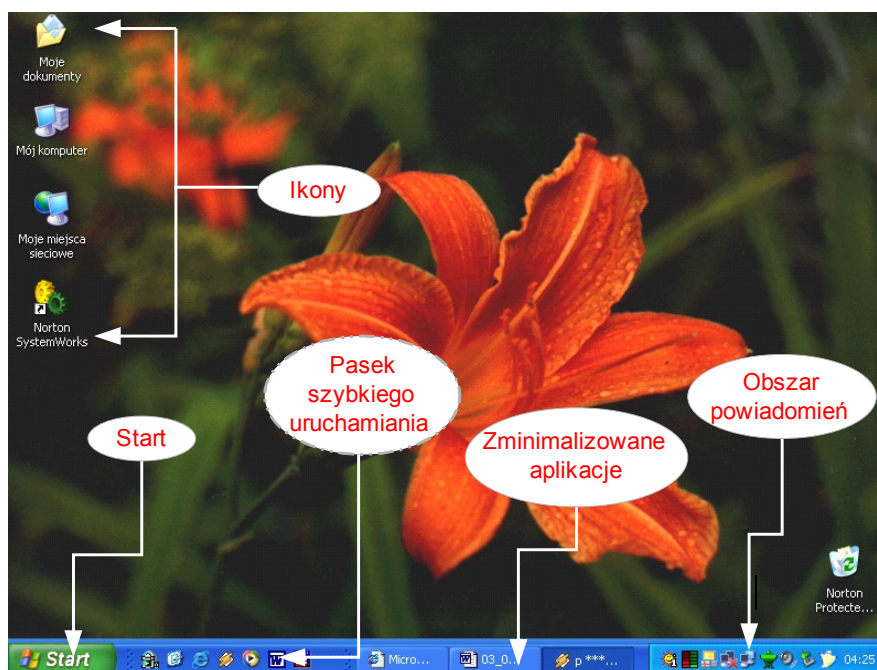 Moje
dokumenty
Mój komputer
Ikony
Moje miejsca
sieciowe
Norton
SystemWorks
Pasek
szybkiego
uruchamiania
Obszar
powiadomień
Start
Zminimalizowane
aplikacje
Norton
Protecte...
Start
W
Micro...
03_0...
p ***...
04:25